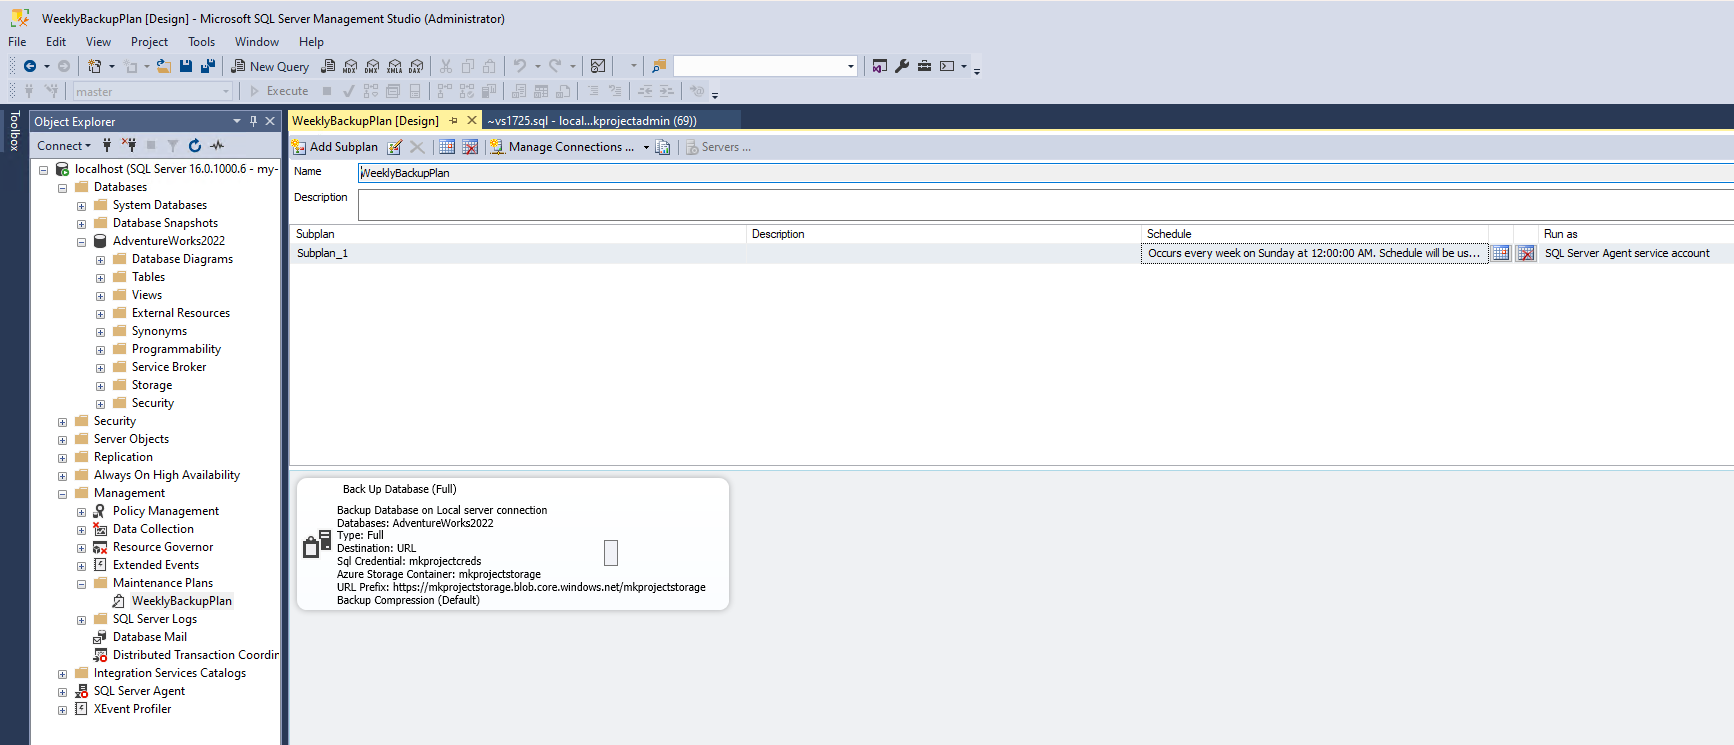 WeeklyBackupPlan [Design] - Microsoft SQL Server Management Studio (Administrator)
File Edit View Project Tools Window Help
New Query MDX DMX XMLA DAX
master Execute
Toolbox
Object Explorer
Connect
localhost (SQL Server 16.0.1000.6 - my-
Databases
System Databases
Database Snapshots
AdventureWorks2022
Database Diagrams
Tables
Views
External Resources
Synonyms
Programmability
Service Broker
Storage
Security
Security
Server Objects
Replication
Always On High Availability
Management
Policy Management
Data Collection
Resource Governor
Extended Events
Maintenance Plans
WeeklyBackupPlan
SQL Server Logs
Database Mail
Distributed Transaction Coordin
Integration Services Catalogs
SQL Server Agent
XEvent Profiler
WeeklyBackupPlan [Design] ~vs1725.sql - local...kprojectadmin (69))
Add Subplan Manage Connections ... Servers ...
Name WeeklyBackupPlan
Description
Subplan Description Schedule Run as
Subplan_1 Occurs every week on Sunday at 12:00:00 AM. Schedule will be us... SQL Server Agent service account
Back Up Database (Full)
Backup Database on Local server connection
Databases: AdventureWorks2022
Type: Full
Destination: URL
Sql Credential: mkprojectcreds
Azure Storage Container: mkprojectstorage
URL Prefix: https://mkprojectstorage.blob.core.windows.net/mkprojectstorage
Backup Compression (Default)